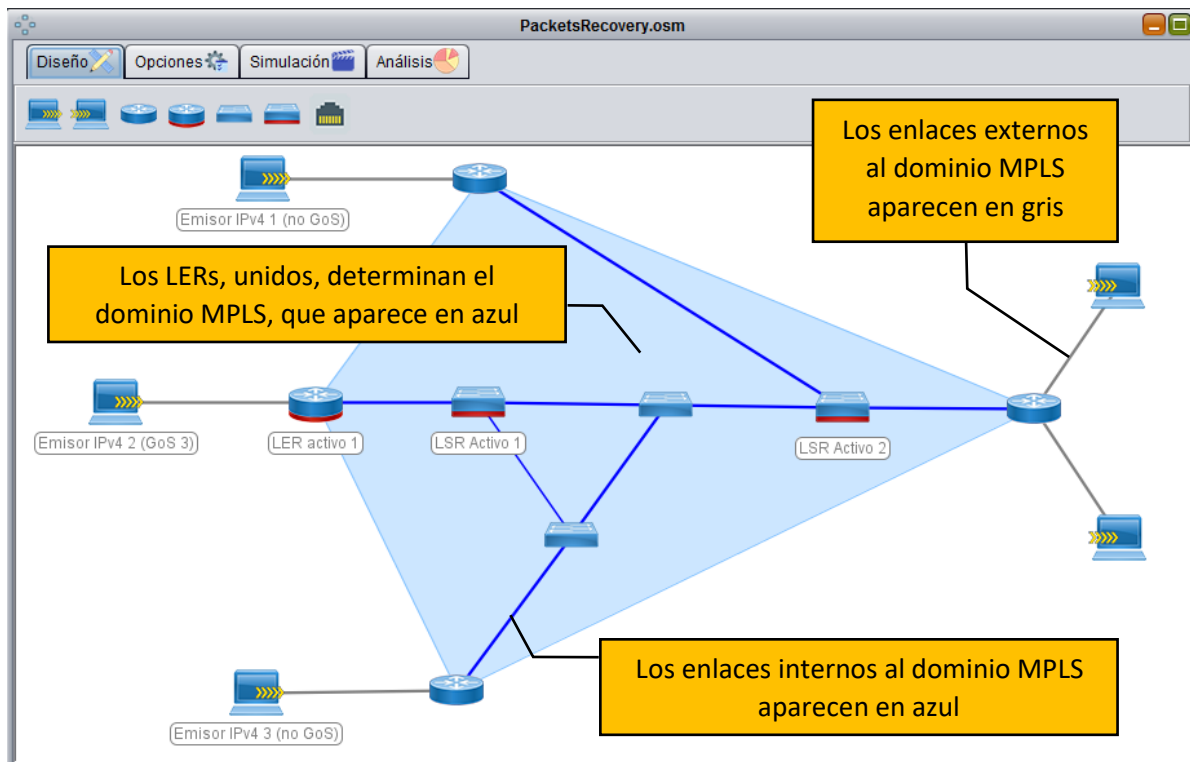 PacketsRecovery.osm
Diseño
Opciones
Simulación
Análisis
Los enlaces externos
al dominio MPLS
aparecen en gris
Emisor IPv4 1 (no GoS)
Los LERs, unidos, determinan el
dominio MPLS, que aparece en azul
Emisor IPv4 2 (GoS 3)
LER activo 1
LSR Activo 1
LSR Activo 2
Los enlaces internos al dominio MPLS
aparecen en azul
Emisor IPv4 3 (no GoS)